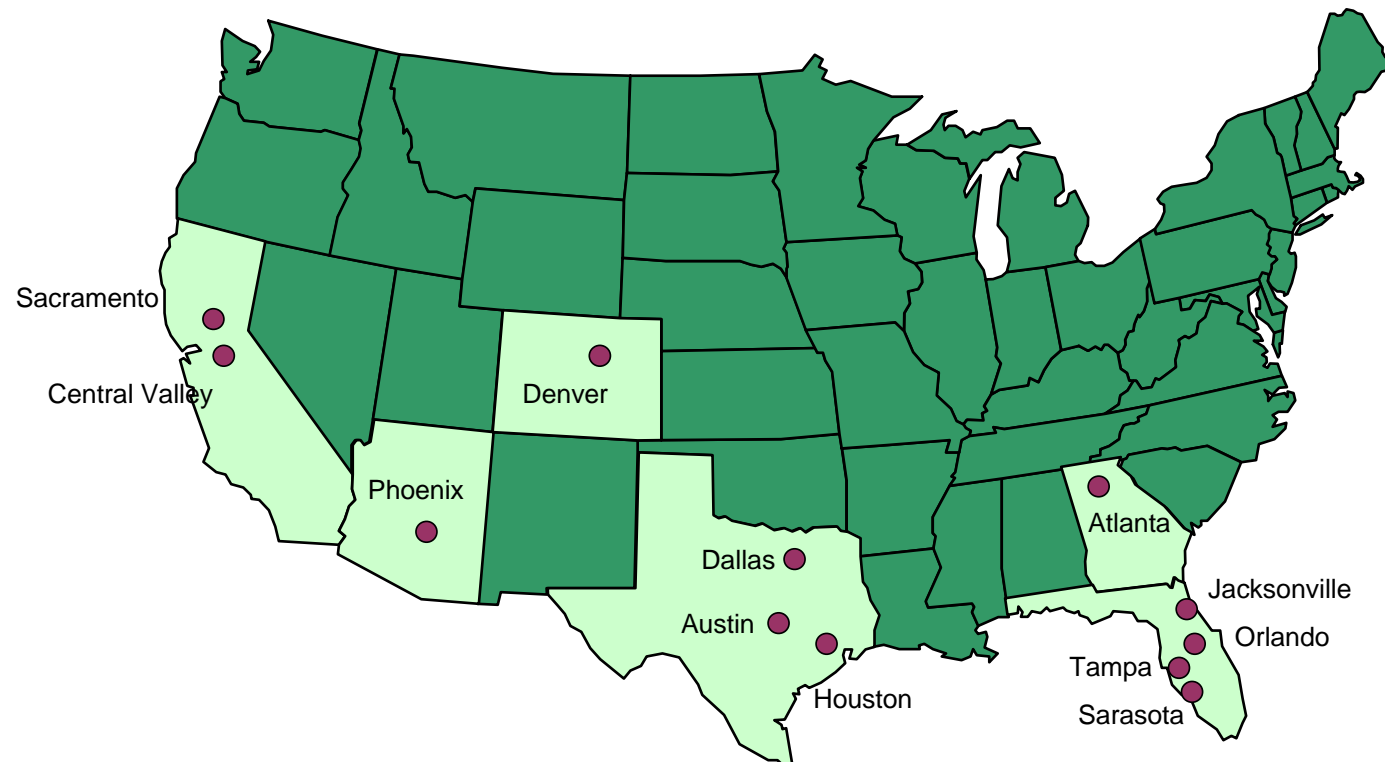 Sacramento
Central Valley
Denver
Phoenix
Dallas
Austin
Houston
Atlanta
Jacksonville
Orlando
Tampa
Sarasota